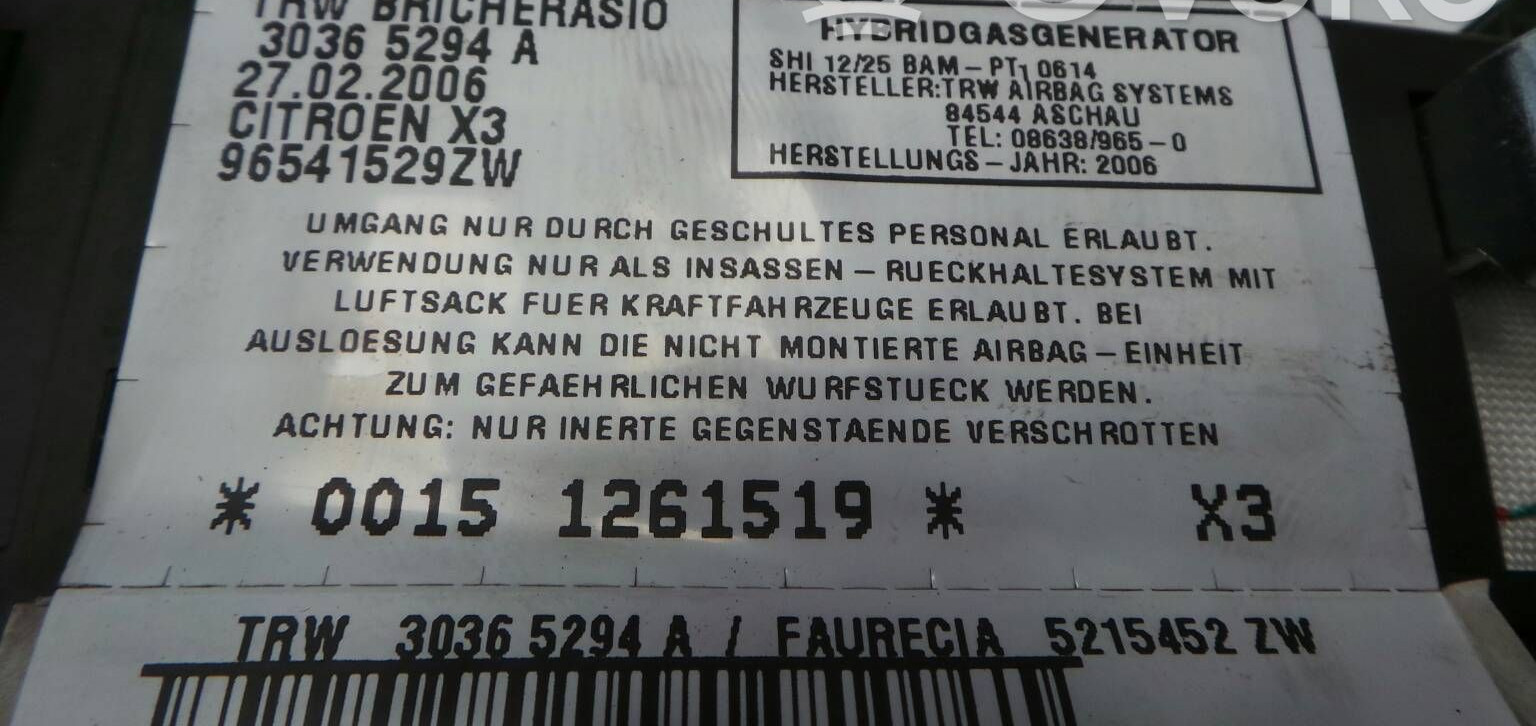 TRW BRICHERASIO
3036 5294 A
27.02.2006
CITROEN X3
96541529ZW
HYBRIDGASGENERATOR
SHI 12/25 BAM – PT1 0614
HERSTELLER:TRW AIRBAG SYSTEMS
84544 ASCHAU
TEL: 08638/965 – 0
HERSTELLUNGS – JAHR: 2006
UMGANG NUR DURCH GESCHULTES PERSONAL ERLAUBT.
VERWENDUNG NUR ALS INSASSEN – RUECKHALTESYSTEM MIT
LUFTSACK FUER KRAFTFAHRZEUGE ERLAUBT. BEI
AUSLOESUNG KANN DIE NICHT MONTIERTE AIRBAG – EINHEIT
ZUM GEFAEHRLICHEN WURFSTUECK WERDEN.
ACHTUNG: NUR INERTE GEGENSTAENDE VERSCHROTTEN
* 0015 1261519 * X3
TRW 3036 5294 A / FAURECIA 5215452 ZW